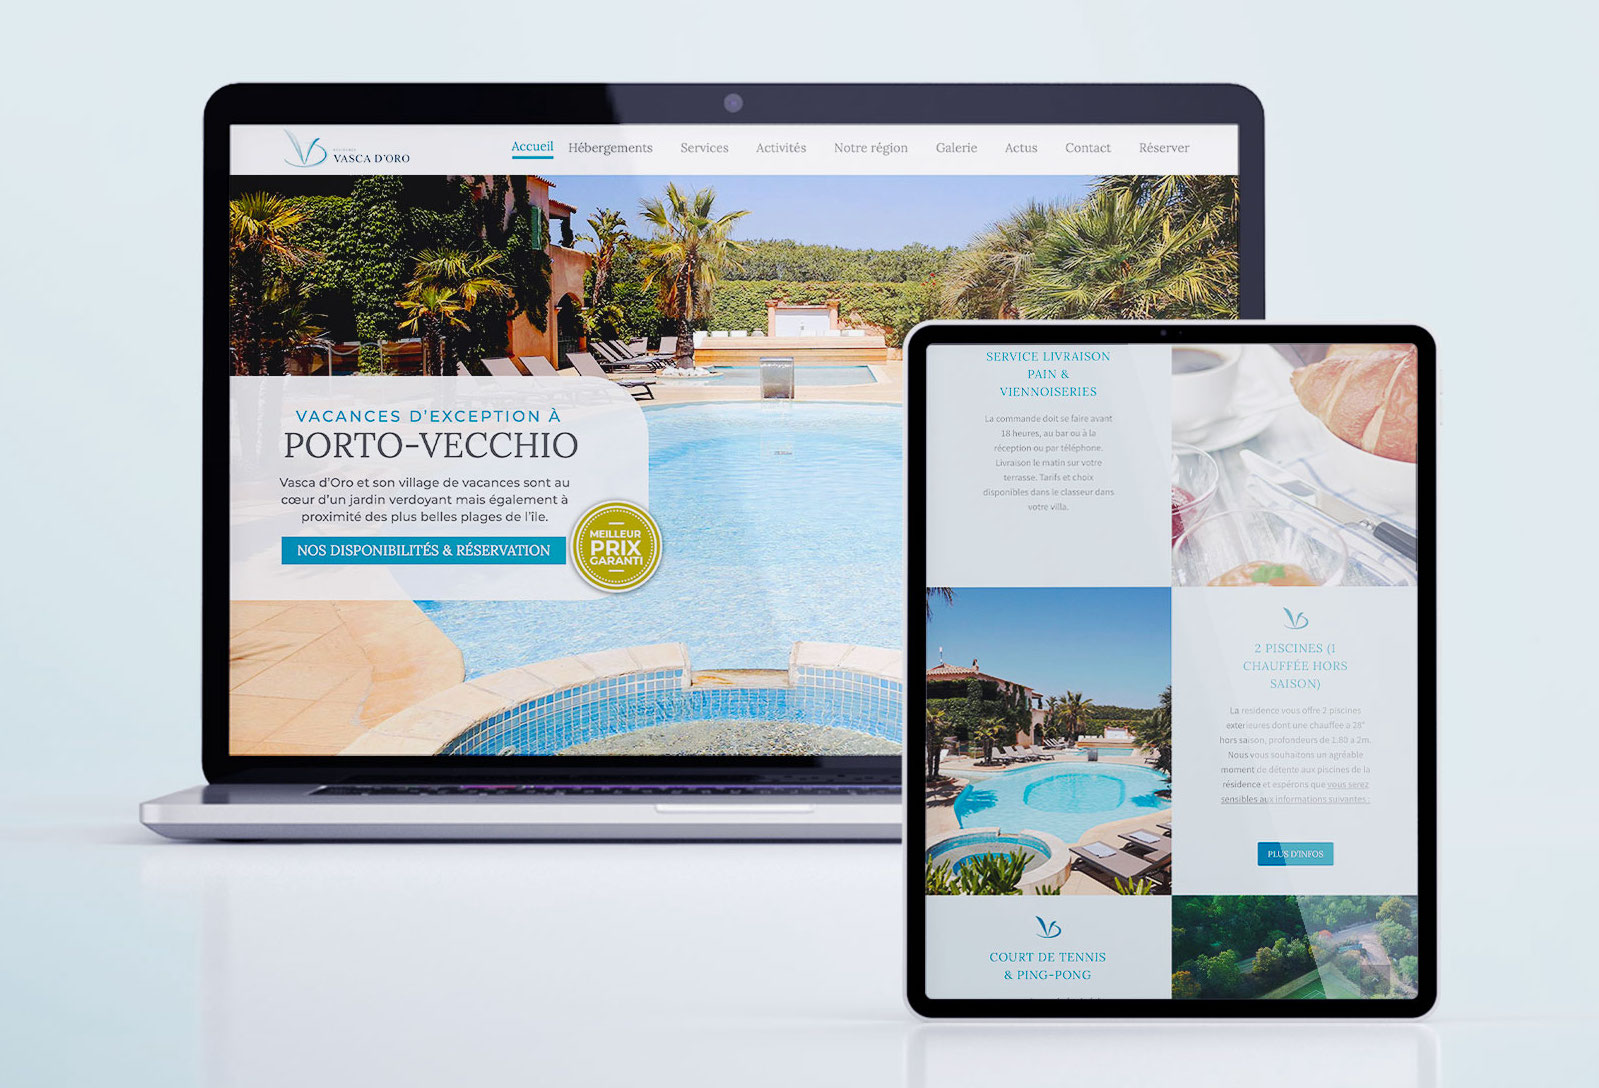 RÉSIDENCE
VASCA D'ORO
Accueil Hébergements Services Activités Notre région Galerie Actus Contact Réserver
VACANCES D'EXCEPTION À
PORTO-VECCHIO
Vasca d'Oro et son village de vacances sont au
cœur d'un jardin verdoyant mais également à
proximité des plus belles plages de l'île.
NOS DISPONIBILITÉS & RÉSERVATION
MEILLEUR
PRIX
GARANTI
SERVICE LIVRAISON
PAIN &
VIENNOISERIES
La commande doit se faire avant
18 heures, au bar ou à la
réception ou par téléphone.
Livraison le matin sur votre
terrasse. Tarifs et choix
disponibles dans le classeur dans
votre villa.
2 PISCINES (1
CHAUFFÉE HORS
SAISON)
La residence vous offre 2 piscines
exterieures dont une chauffee a 28°
hors saison, profondeurs de 1.80 a 2m.
Nous vous souhaitons un agréable
moment de détente aux piscines de la
résidence et espérons que vous serez
sensibles aux informations suivantes :
PLUS D'INFOS
COURT DE TENNIS
& PING-PONG